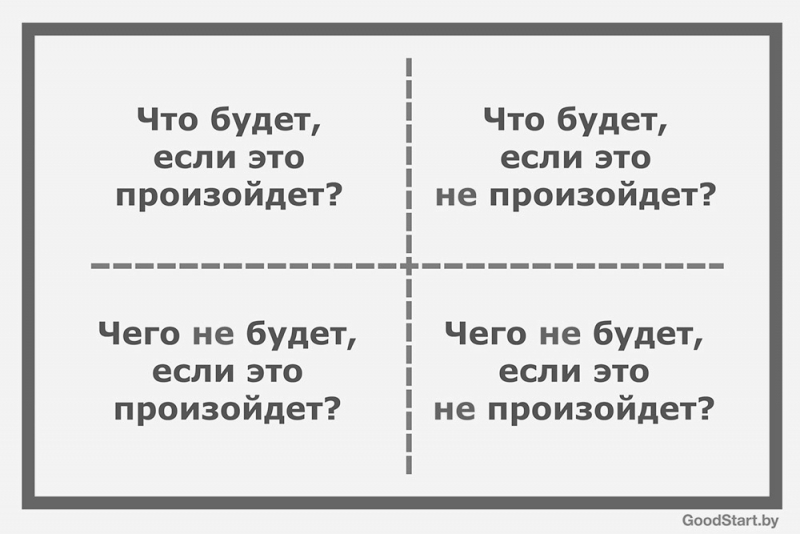 Что будет,
если это
произойдет?
Что будет,
если это
не произойдет?
Чего не будет,
если это
произойдет?
Чего не будет,
если это
не произойдет?
GoodStart.by